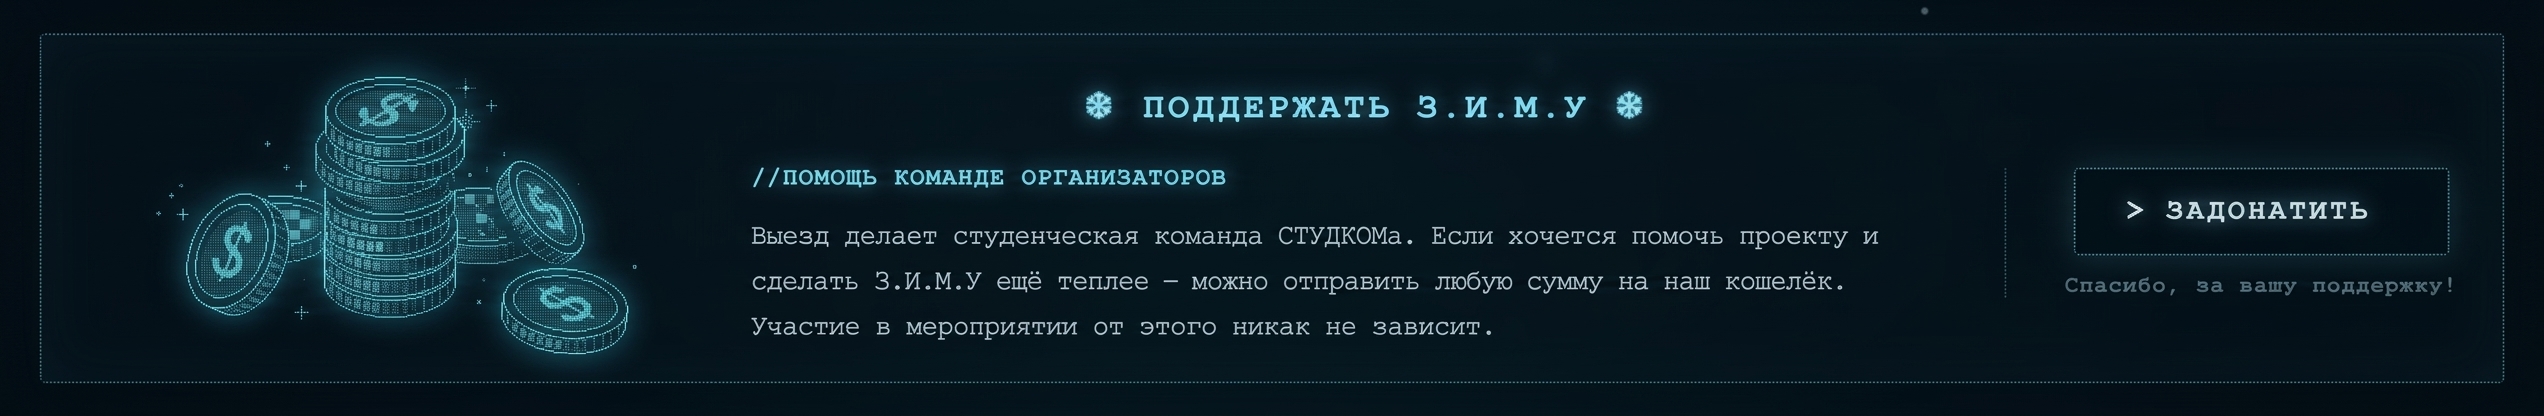 ❄ ПОДДЕРЖАТЬ З.И.М.У ❄
//ПОМОЩЬ КОМАНДЕ ОРГАНИЗАТОРОВ
Выезд делает студенческая команда СТУДКОМа. Если хочется помочь проекту и
сделать З.И.М.У ещё теплее — можно отправить любую сумму на наш кошелёк.
Участие в мероприятии от этого никак не зависит.
> ЗАДОНАТИТЬ
Спасибо, за вашу поддержку!